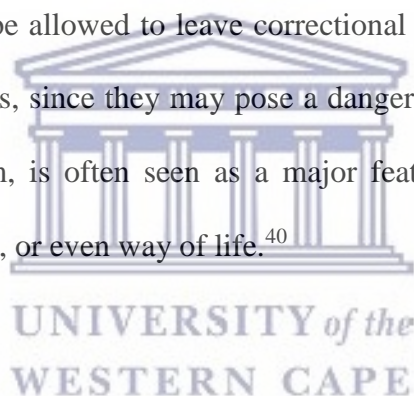 be allowed to leave correctional
s, since they may pose a danger
n, is often seen as a major feat
, or even way of life.40
UNIVERSITY of the
WESTERN CAPE